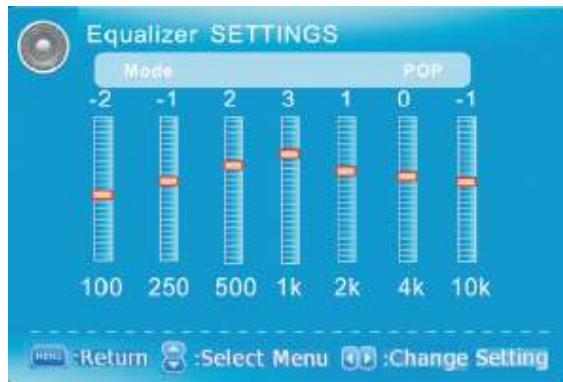 Equalizer SETTINGS
Mode POP
-2 -1 2 3 1 0 -1
100 250 500 1k 2k 4k 10k
MENU :Return :Select Menu :Change Setting